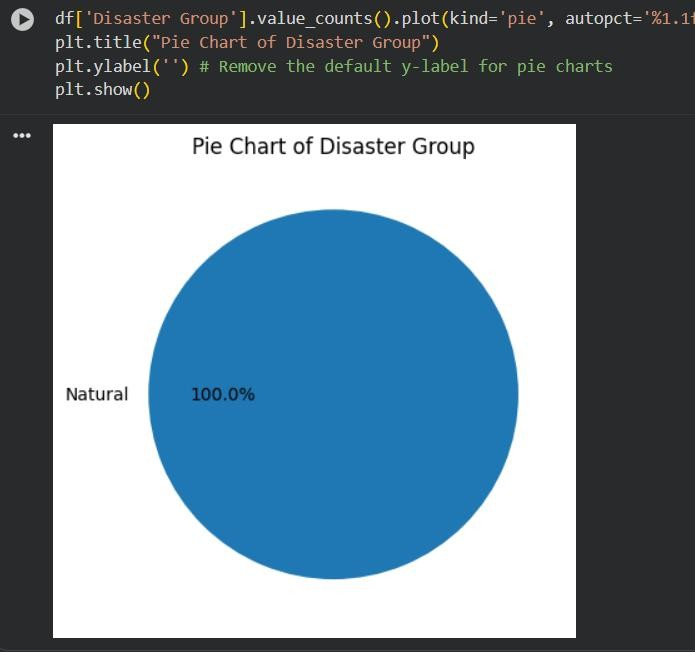 df['Disaster Group'].value_counts().plot(kind='pie', autopct='%1.1
plt.title("Pie Chart of Disaster Group")
plt.ylabel('') # Remove the default y-label for pie charts
plt.show()
Pie Chart of Disaster Group
Natural
100.0%